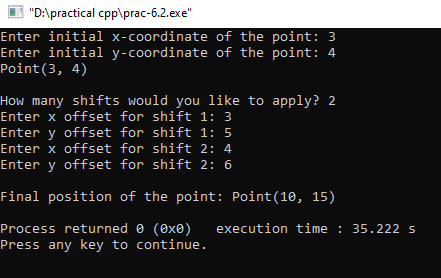 "D:\practical cpp\prac-6.2.exe"
Enter initial x-coordinate of the point: 3
Enter initial y-coordinate of the point: 4
Point(3, 4)
How many shifts would you like to apply? 2
Enter x offset for shift 1: 3
Enter y offset for shift 1: 5
Enter x offset for shift 2: 4
Enter y offset for shift 2: 6
Final position of the point: Point(10, 15)
Process returned 0 (0x0)   execution time : 35.222 s
Press any key to continue.